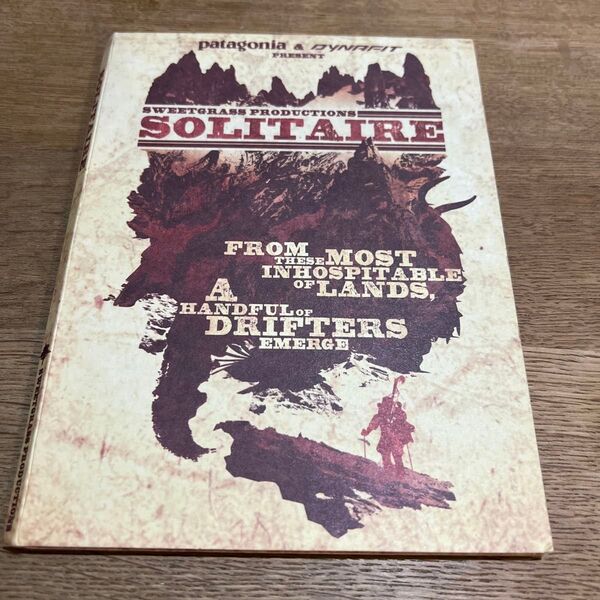 patagonia & DYNAFIT
PRESENT
SWEETGRASS PRODUCTIONS
SOLITAIRE
FROM
THESE MOST
INHOSPITABLE
OF LANDS,
A
HANDFUL OF
DRIFTERS
EMERGE